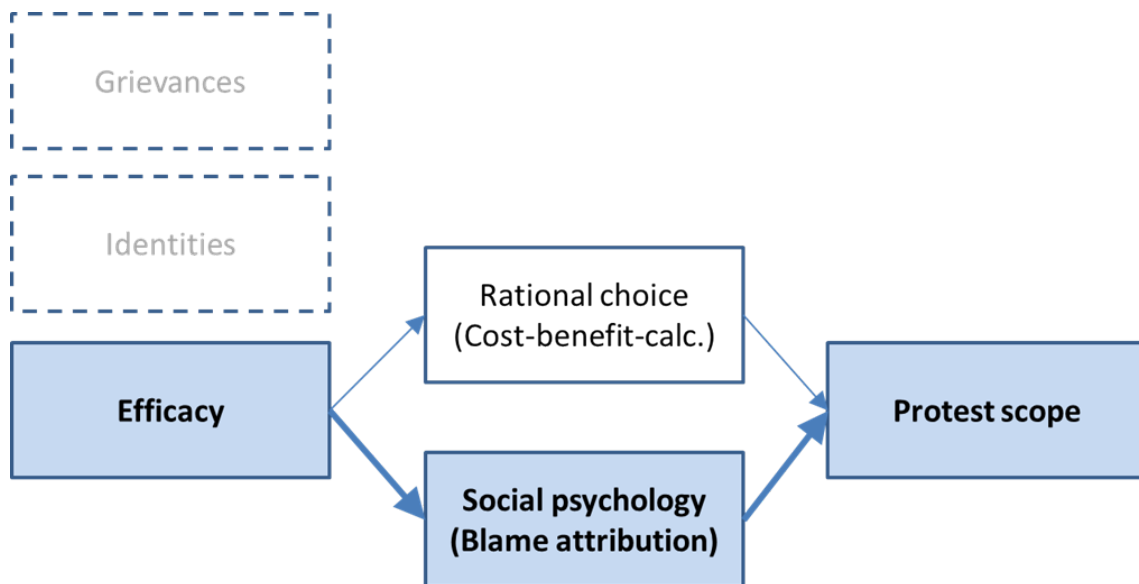 Grievances
Identities
Rational choice
(Cost-benefit-calc.)
Efficacy
Protest scope
Social psychology
(Blame attribution)